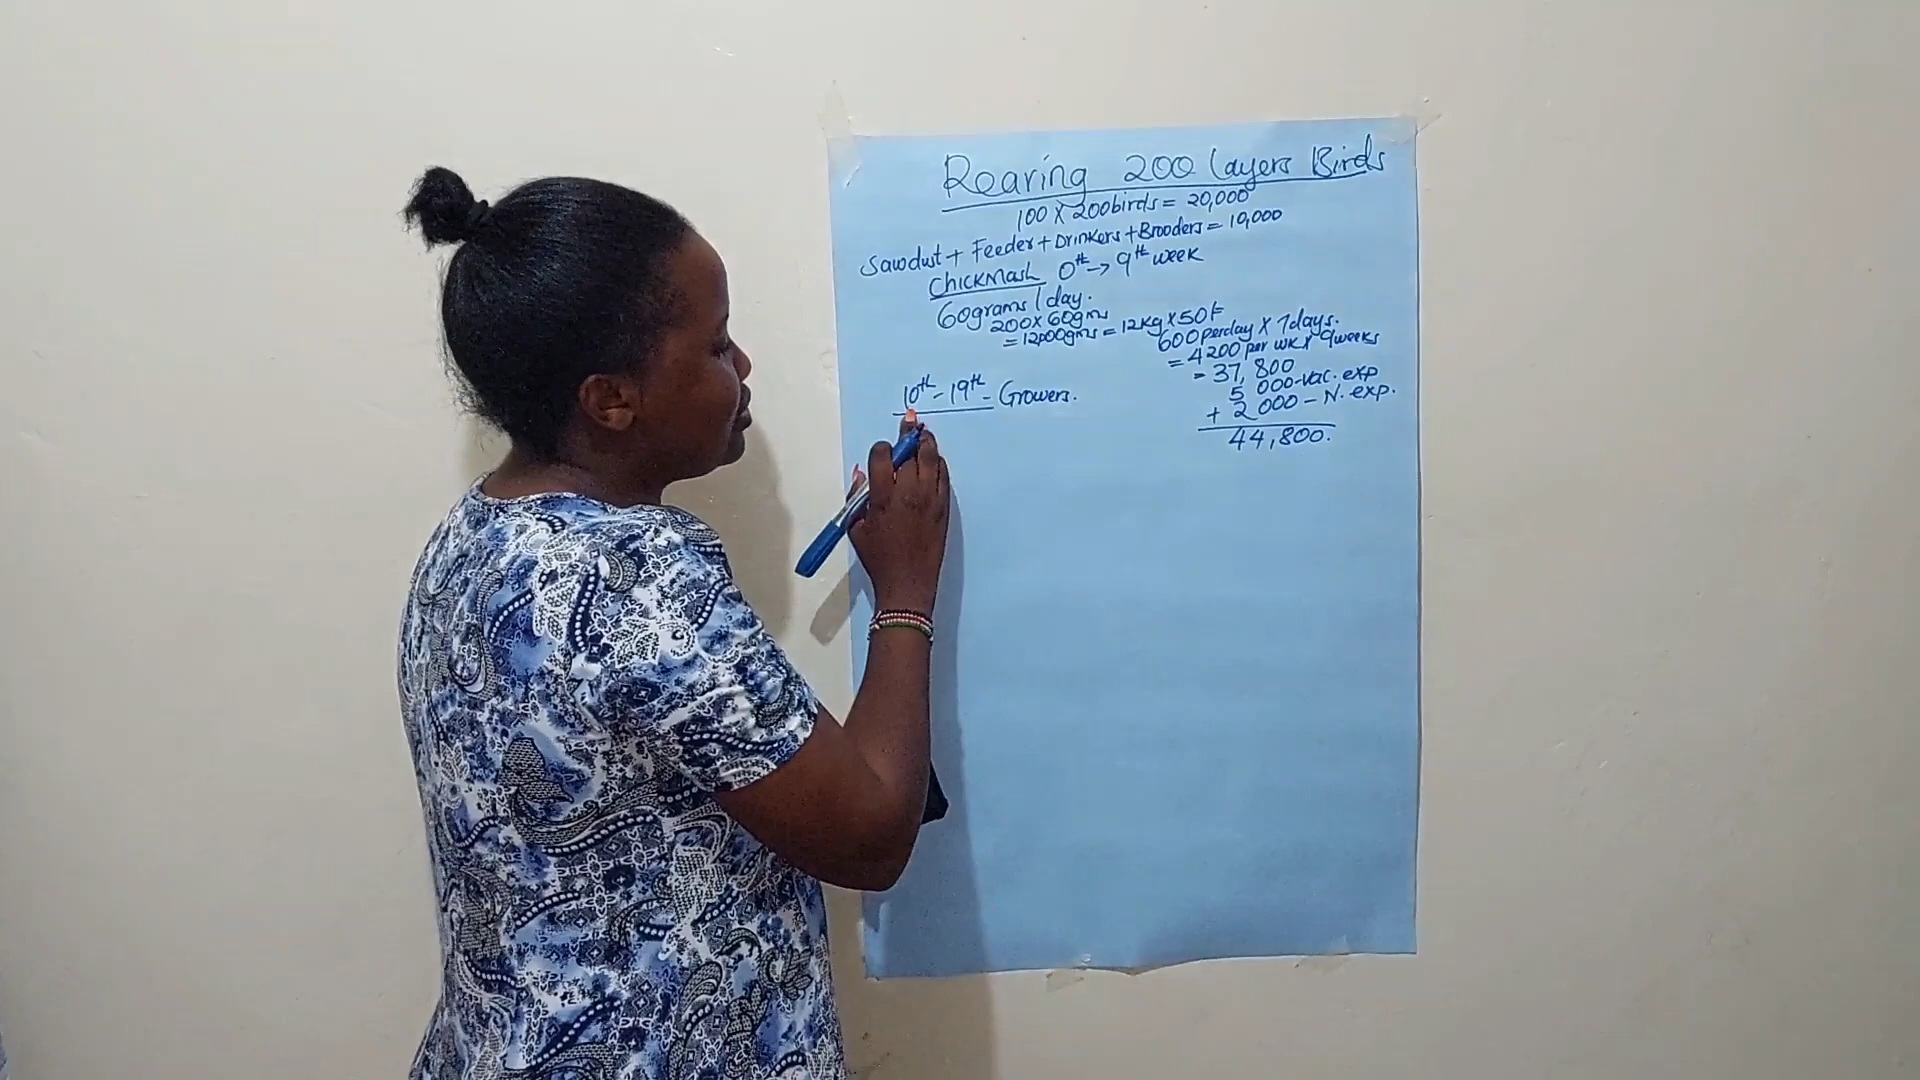 Rearing 200 Layers Birds
100 X 200birds = 20,000
Sawdust + Feeder + Drinkers + Brooders = 10,000
ChickMash 0th → 9th week
60grams / day.
200 X 60gms
= 12000gms = 12Kg X 50/=
600 perday X 7days.
= 4200 per wk X 9weeks
= 37,800
5 000 - Vac. exp
+ 2 000 - N. exp.
44,800.
10th - 19th - Growers.